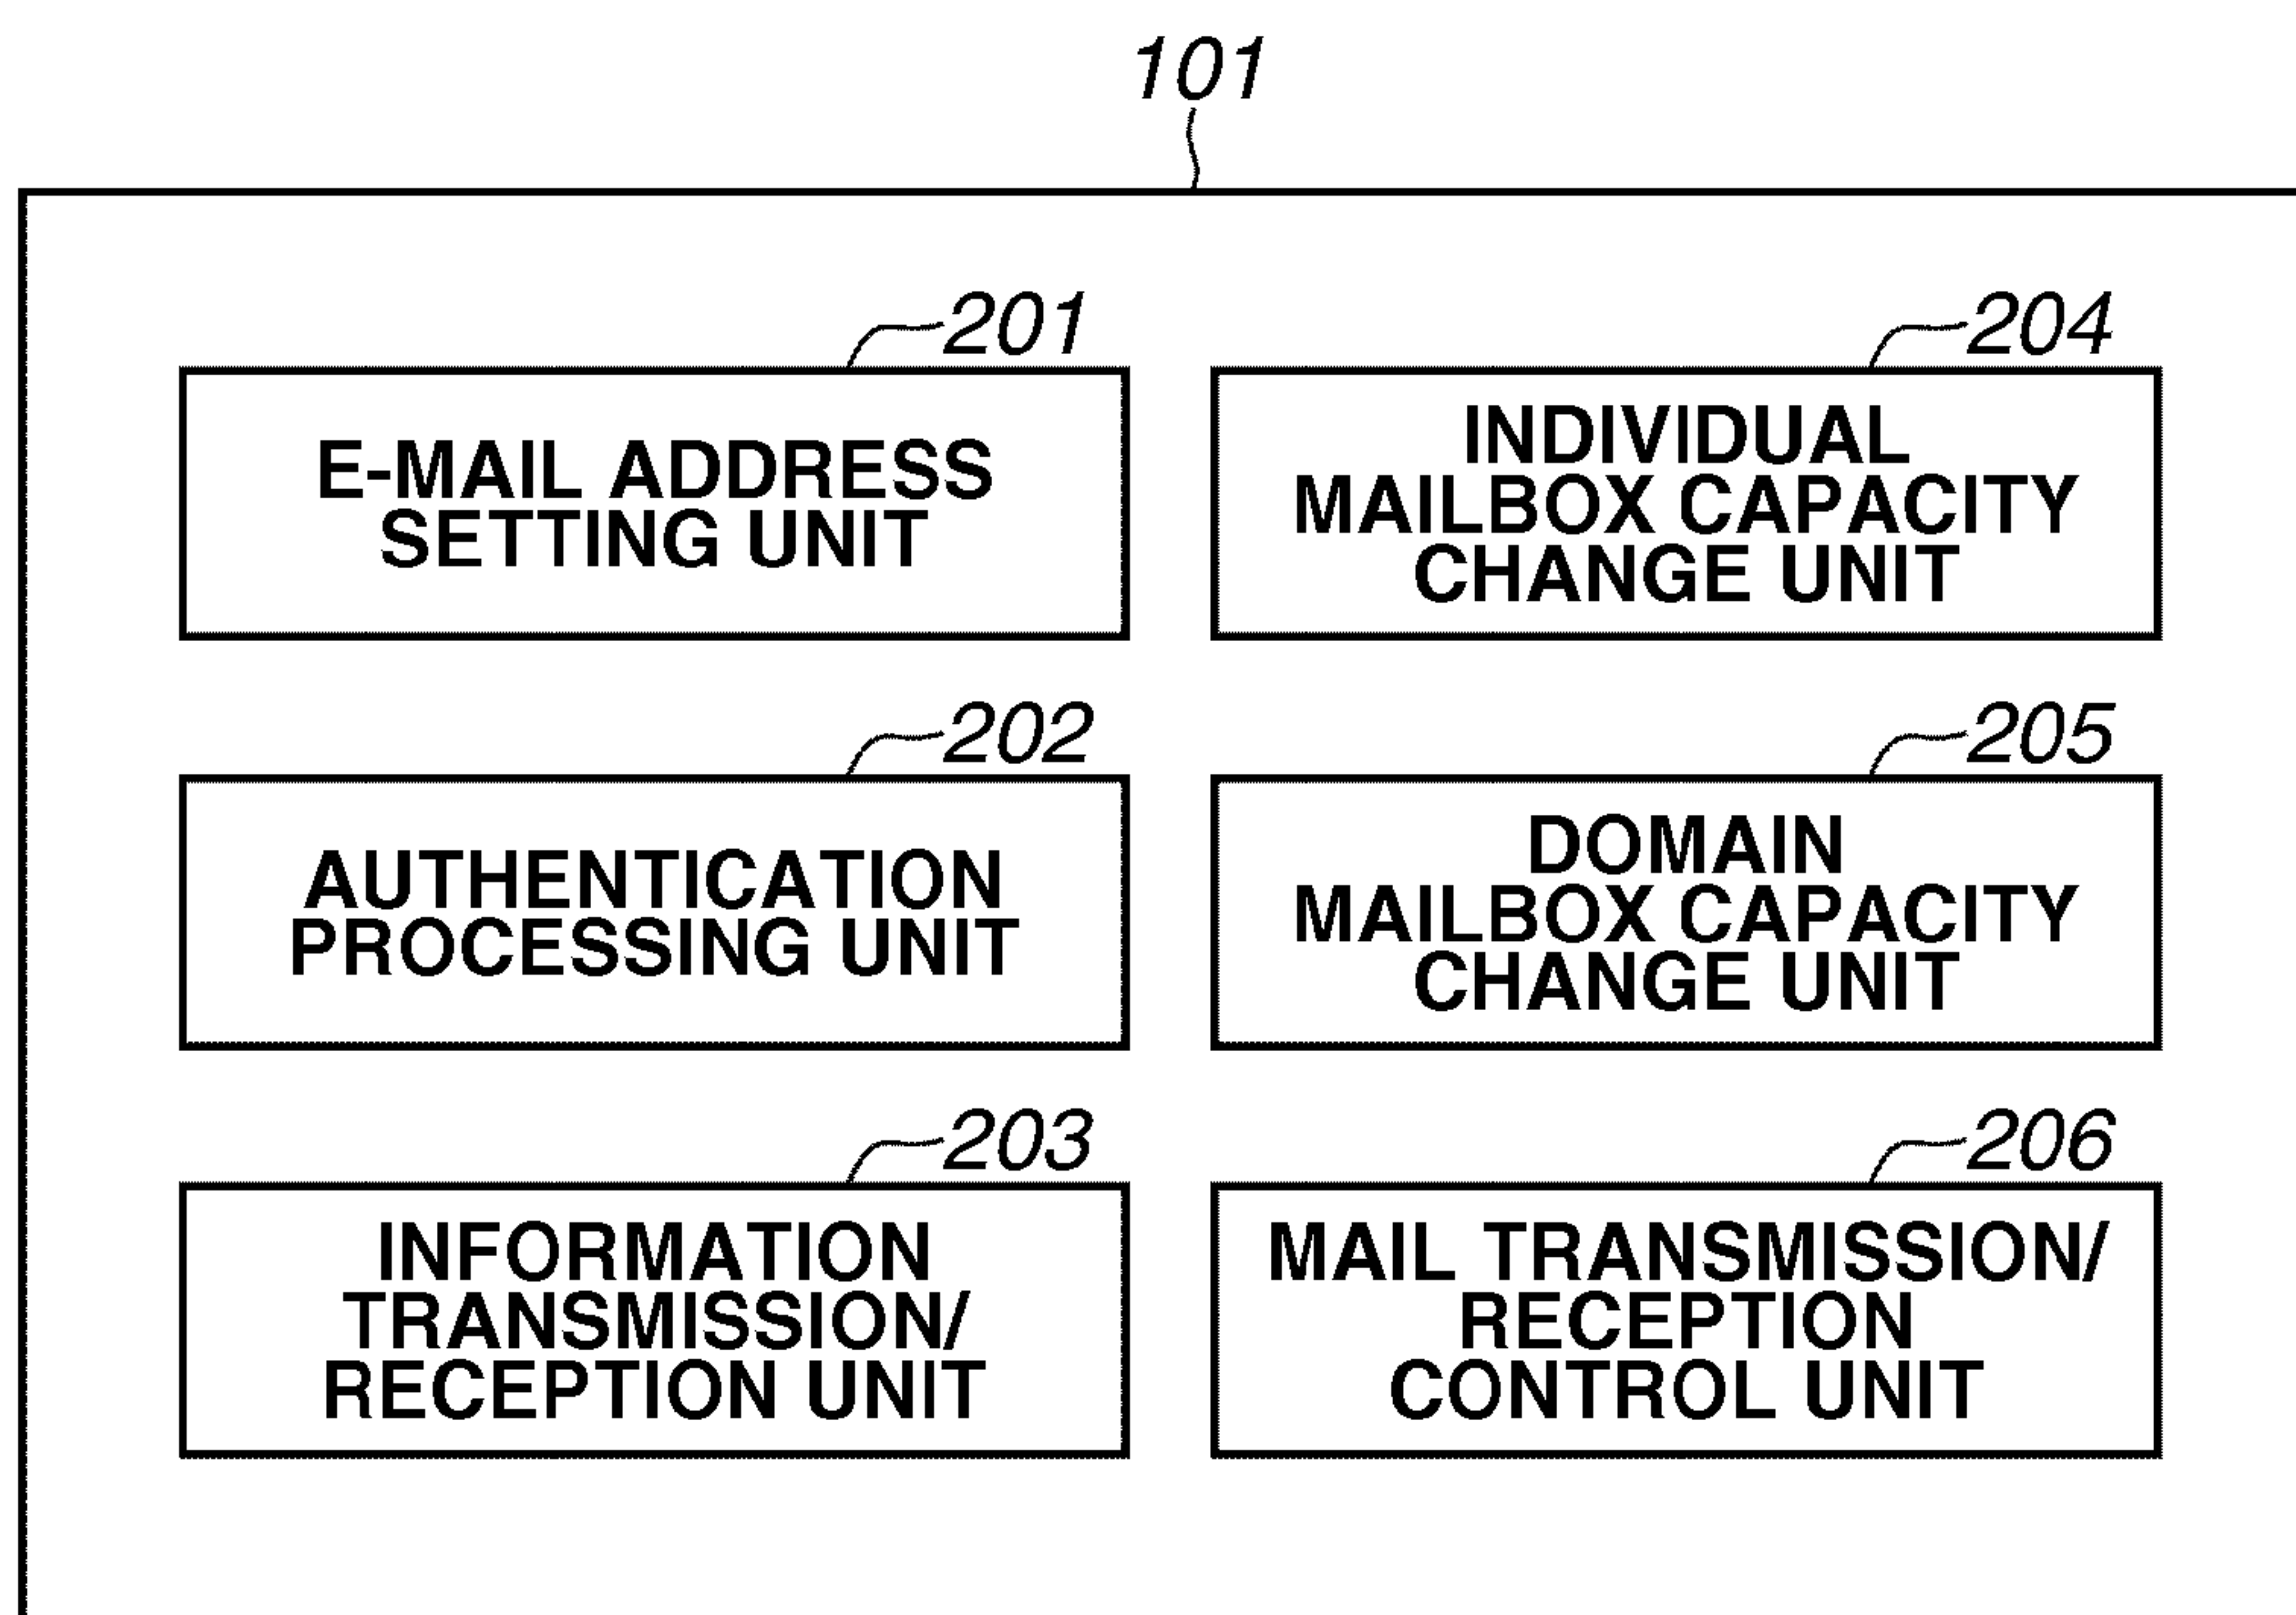 101
201
E-MAIL ADDRESS
SETTING UNIT
204
INDIVIDUAL
MAILBOX CAPACITY
CHANGE UNIT
202
AUTHENTICATION
PROCESSING UNIT
205
DOMAIN
MAILBOX CAPACITY
CHANGE UNIT
203
INFORMATION
TRANSMISSION/
RECEPTION UNIT
206
MAIL TRANSMISSION/
RECEPTION
CONTROL UNIT